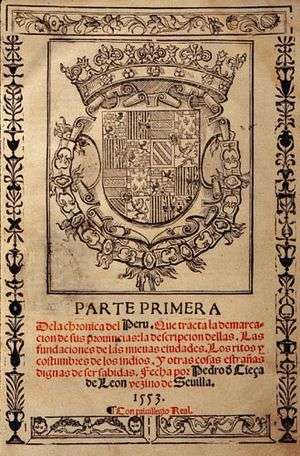 PARTE PRIMERA
Dela chronica del Peru. Que tracta la demarca-
cion de sus prouincias: la descripcion dellas. Las
fundaciones de las nueuas ciudades. Los ritos y
costumbres de los indios. Y otras cosas estrañas
dignas de ser sabidas. Fecha por Pedro ð Cieça
de Leon vezino de Seuilla.
1553.
Con priuillegio Real.